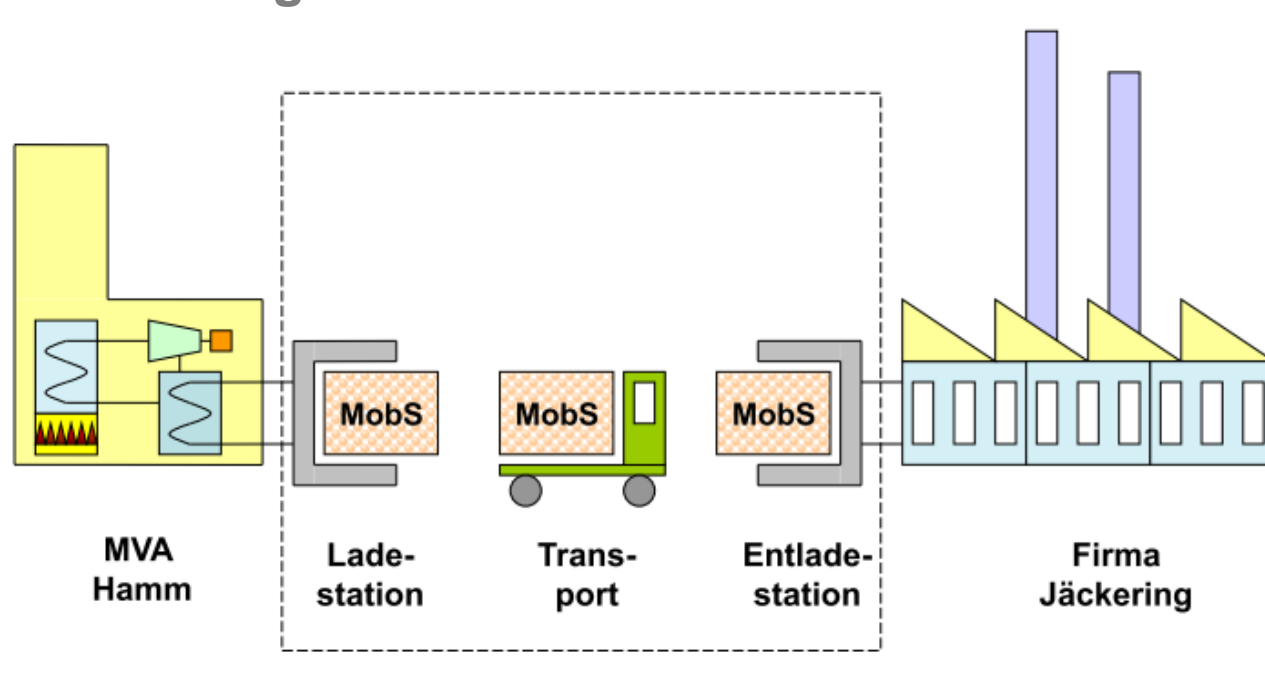 MobS
MobS
MobS
MVA
Hamm
Lade-
station
Trans-
port
Entlade-
station
Firma
Jäckering